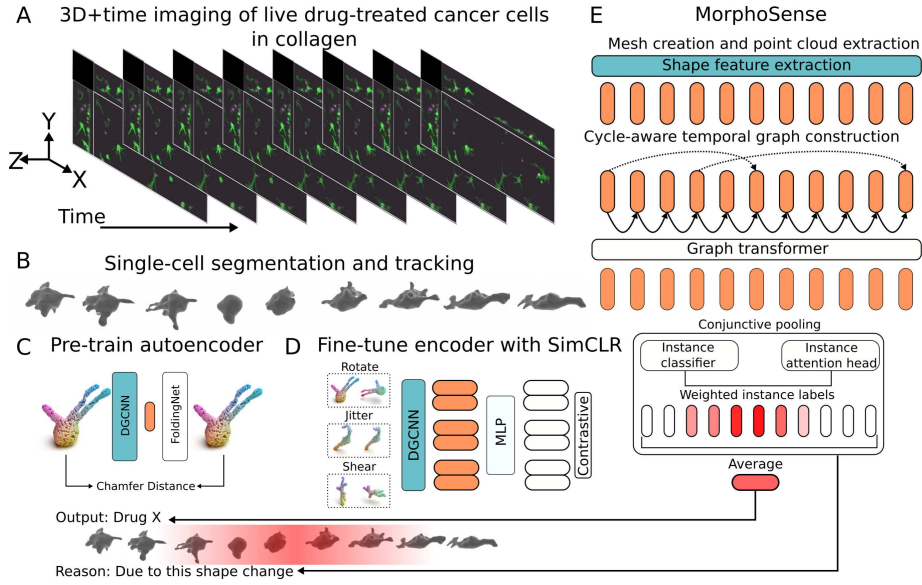 A
3D+time imaging of live drug-treated cancer cells
in collagen
Y
Z
X
Time
B
Single-cell segmentation and tracking
C
Pre-train autoencoder
DGCNN
FoldingNet
Chamfer Distance
D
Fine-tune encoder with SimCLR
Rotate
Jitter
Shear
DGCNN
MLP
Contrastive
E
MorphoSense
Mesh creation and point cloud extraction
Shape feature extraction
Cycle-aware temporal graph construction
Graph transformer
Conjunctive pooling
Instance
classifier
Instance
attention head
Weighted instance labels
Average
Output: Drug X
Reason: Due to this shape change